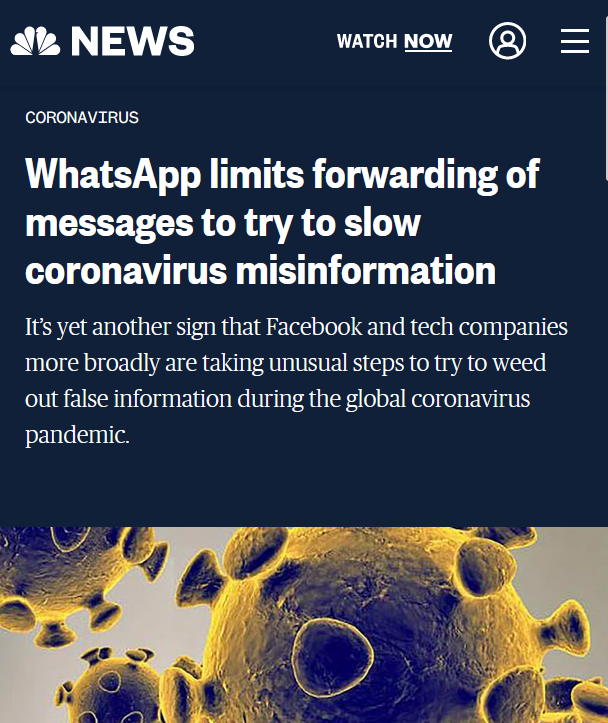 NEWS
WATCH NOW
CORONAVIRUS
WhatsApp limits forwarding of
messages to try to slow
coronavirus misinformation
It’s yet another sign that Facebook and tech companies
more broadly are taking unusual steps to try to weed
out false information during the global coronavirus
pandemic.